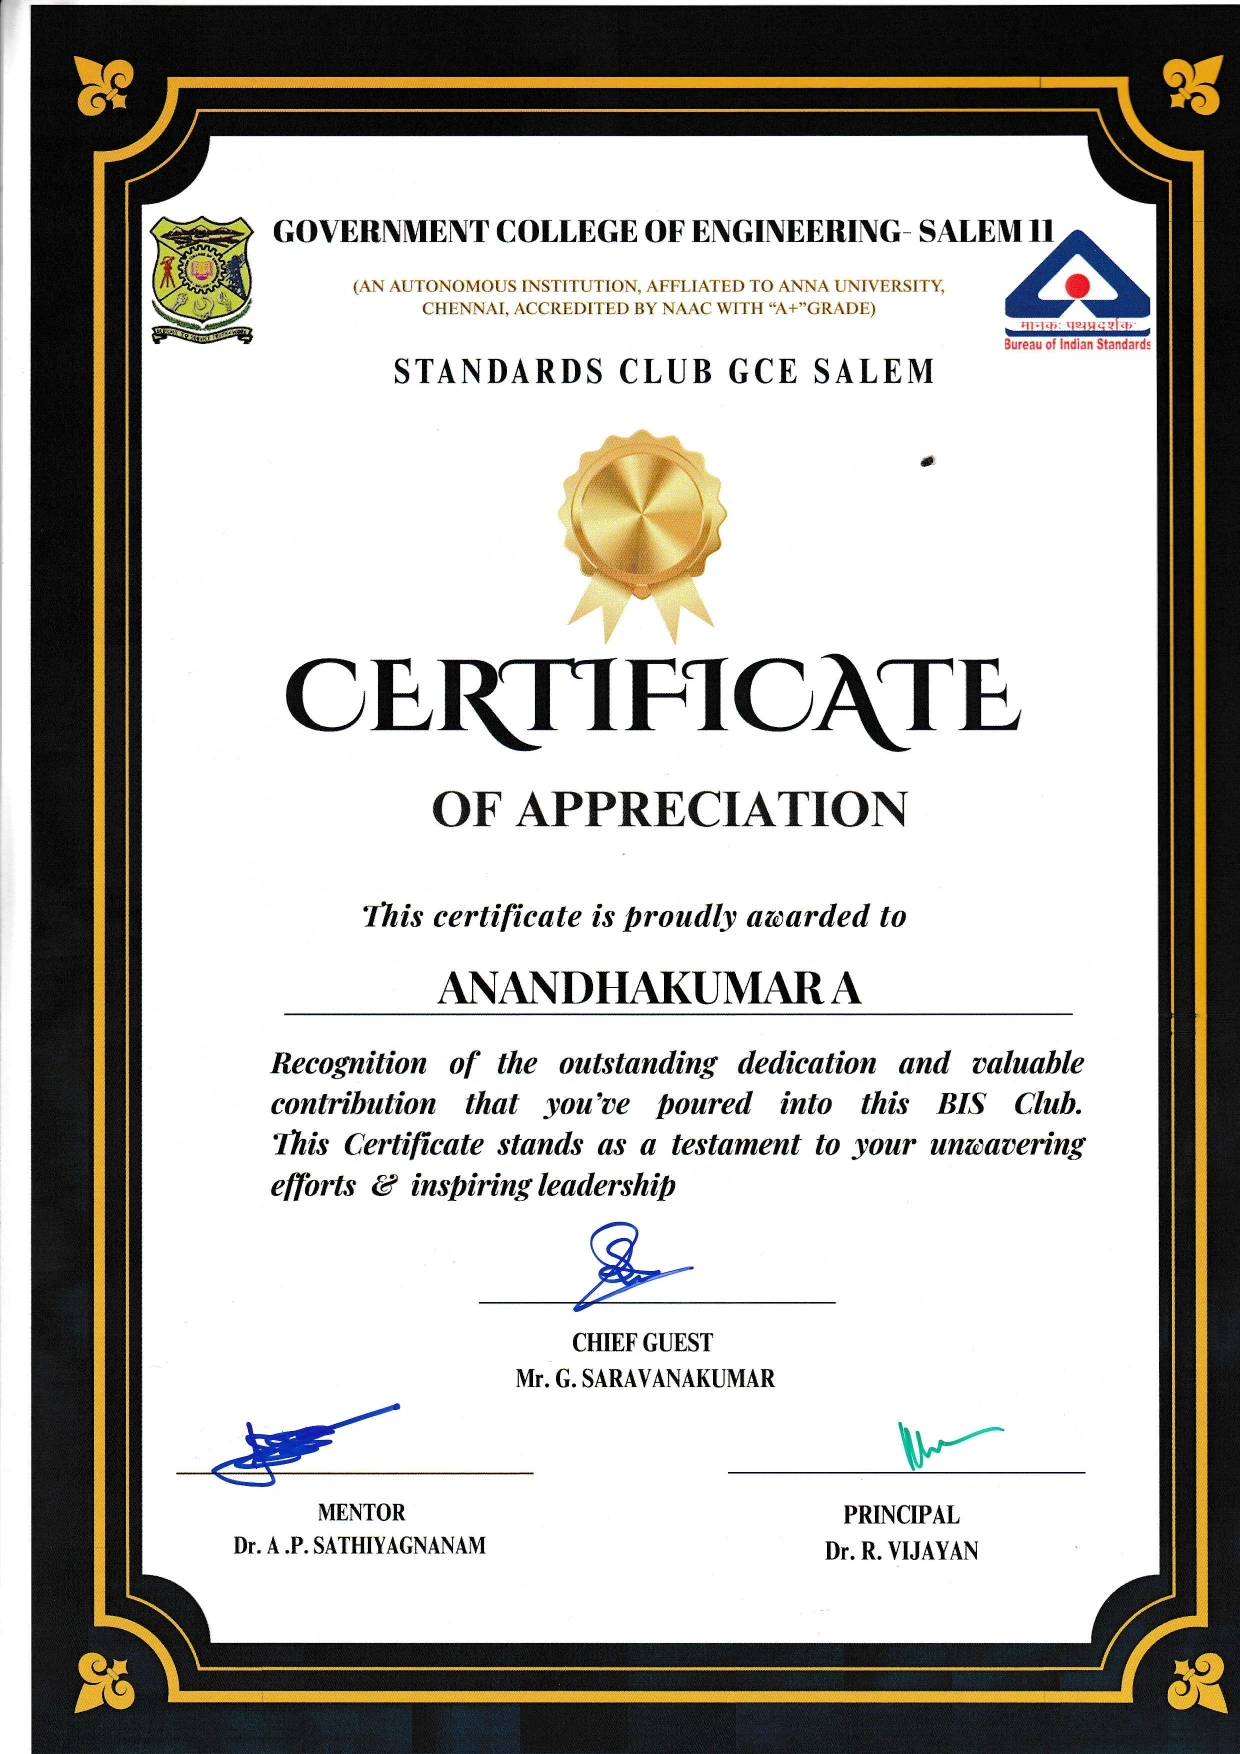 GOVERNMENT COLLEGE OF ENGINEERING- SALEM 11
(AN AUTONOMOUS INSTITUTION, AFFLIATED TO ANNA UNIVERSITY,
CHENNAI, ACCREDITED BY NAAC WITH “A+”GRADE)
मानकः पथप्रदर्शकः
Bureau of Indian Standards
STANDARDS CLUB GCE SALEM
CERTIFICATE
OF APPRECIATION
This certificate is proudly awarded to
ANANDHAKUMAR A
Recognition of the outstanding dedication and valuable
contribution that you’ve poured into this BIS Club.
This Certificate stands as a testament to your unwavering
efforts & inspiring leadership
CHIEF GUEST
Mr. G. SARAVANAKUMAR
MENTOR
Dr. A .P. SATHIYAGNANAM
PRINCIPAL
Dr. R. VIJAYAN